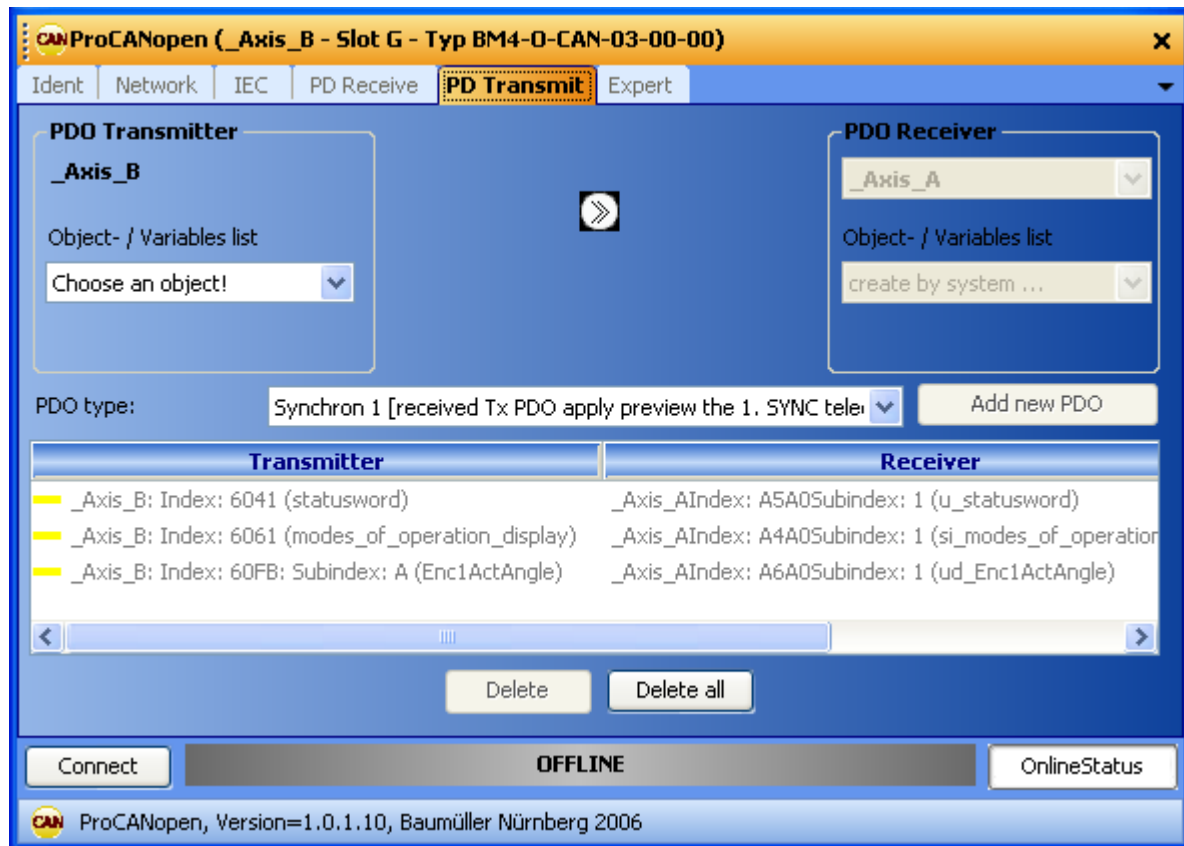 CAN ProCANopen (_Axis_B - Slot G - Typ BM4-O-CAN-03-00-00)
Ident Network IEC PD Receive PD Transmit Expert
PDO Transmitter
_Axis_B
Object- / Variables list
Choose an object!
PDO Receiver
_Axis_A
Object- / Variables list
create by system ...
PDO type:
Synchron 1 [received Tx PDO apply preview the 1. SYNC
Add new PDO
Transmitter Receiver
_Axis_B: Index: 6041 (statusword) _Axis_AIndex: A5A0Subindex: 1 (u_statusword)
_Axis_B: Index: 6061 (modes_of_operation_display) _Axis_AIndex: A4A0Subindex: 1 (si_modes_of_operation
_Axis_B: Index: 60FB: Subindex: A (Enc1ActAngle) _Axis_AIndex: A6A0Subindex: 1 (ud_Enc1ActAngle)
Delete Delete all
Connect OFFLINE OnlineStatus
CAN ProCANopen, Version=1.0.1.10, Baumüller Nürnberg 2006